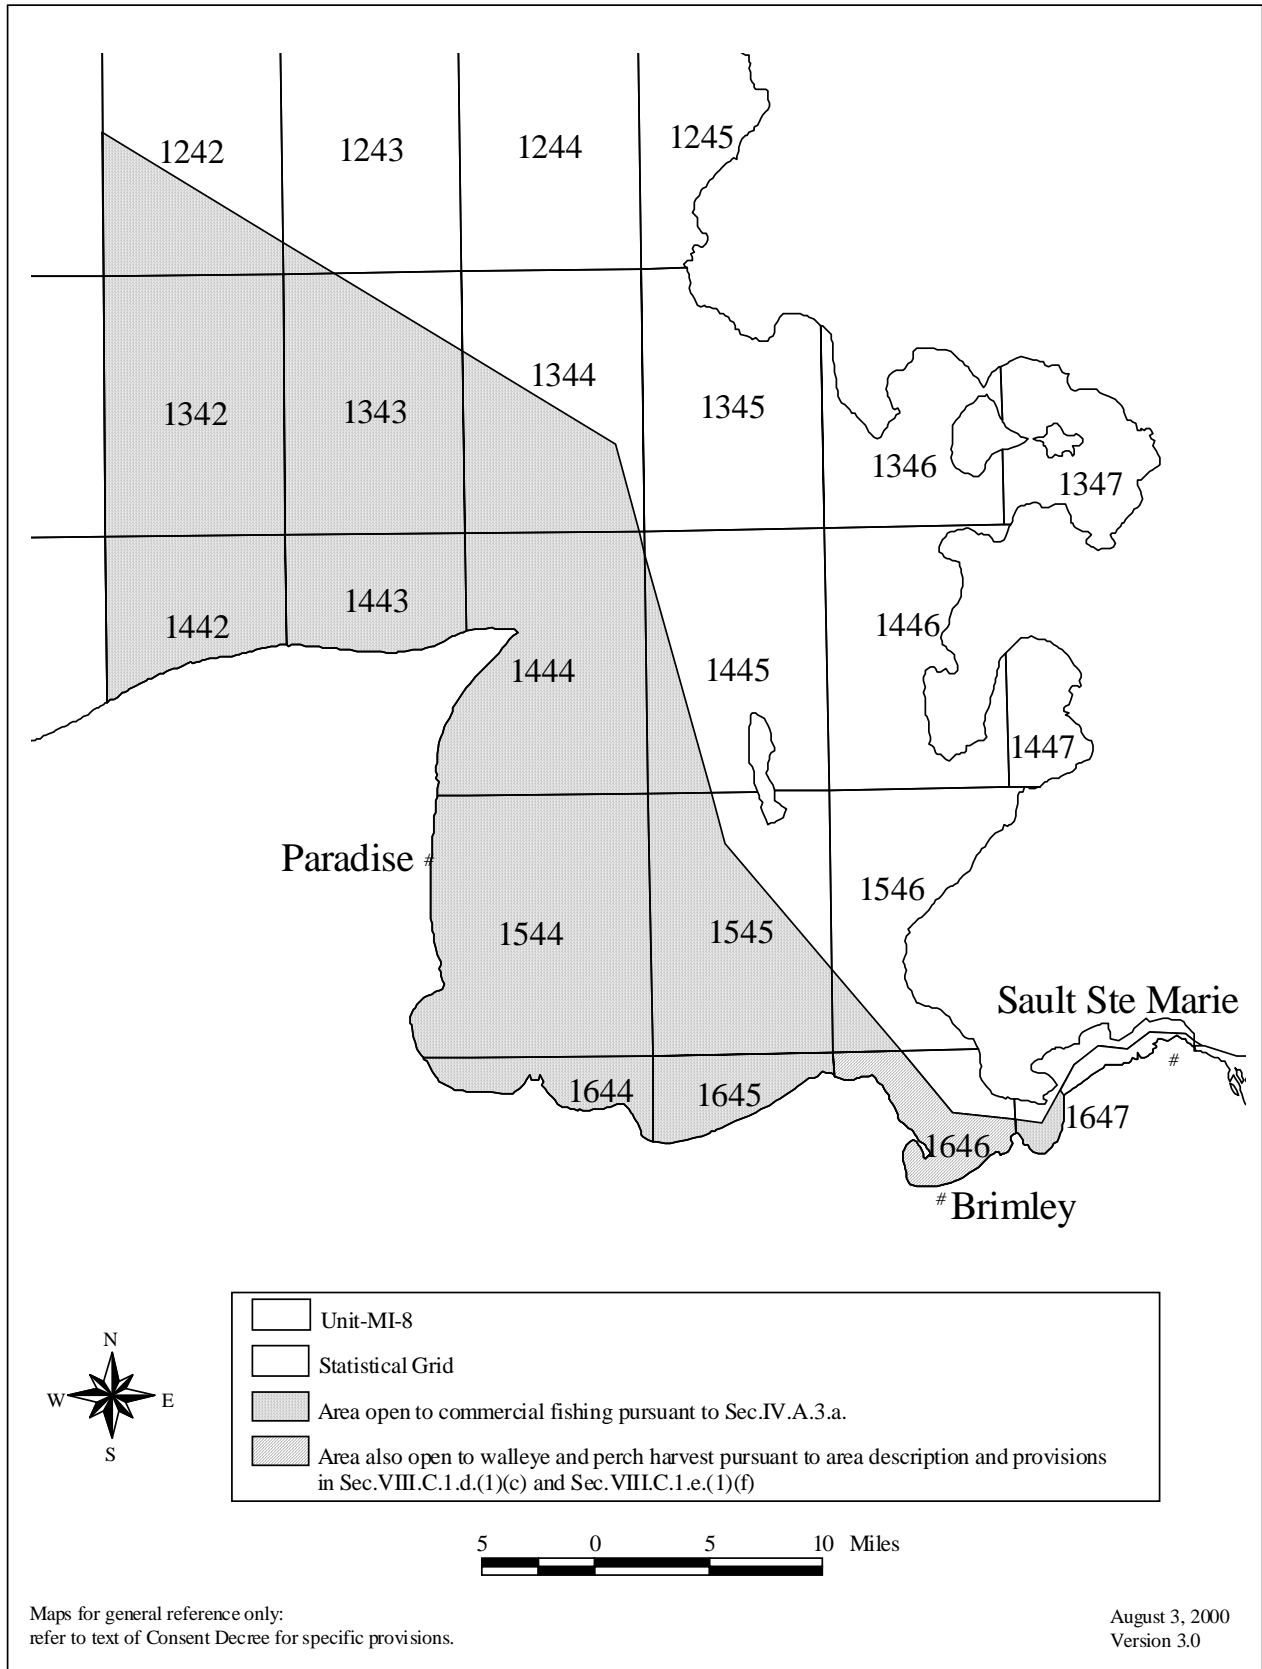 1242
1243
1244
1245
1342
1343
1344
1345
1346
1347
1442
1443
1444
1445
1446
1447
Paradise #
1544
1545
1546
Sault Ste Marie
#
1644
1645
1646
1647
# Brimley
N
W E
S
Unit-MI-8
Statistical Grid
Area open to commercial fishing pursuant to Sec.IV.A.3.a.
Area also open to walleye and perch harvest pursuant to area description and provisions
in Sec.VIII.C.1.d.(1)(c) and Sec.VIII.C.1.e.(1)(f)
5 0 5 10 Miles
Maps for general reference only:
refer to text of Consent Decree for specific provisions.
August 3, 2000
Version 3.0